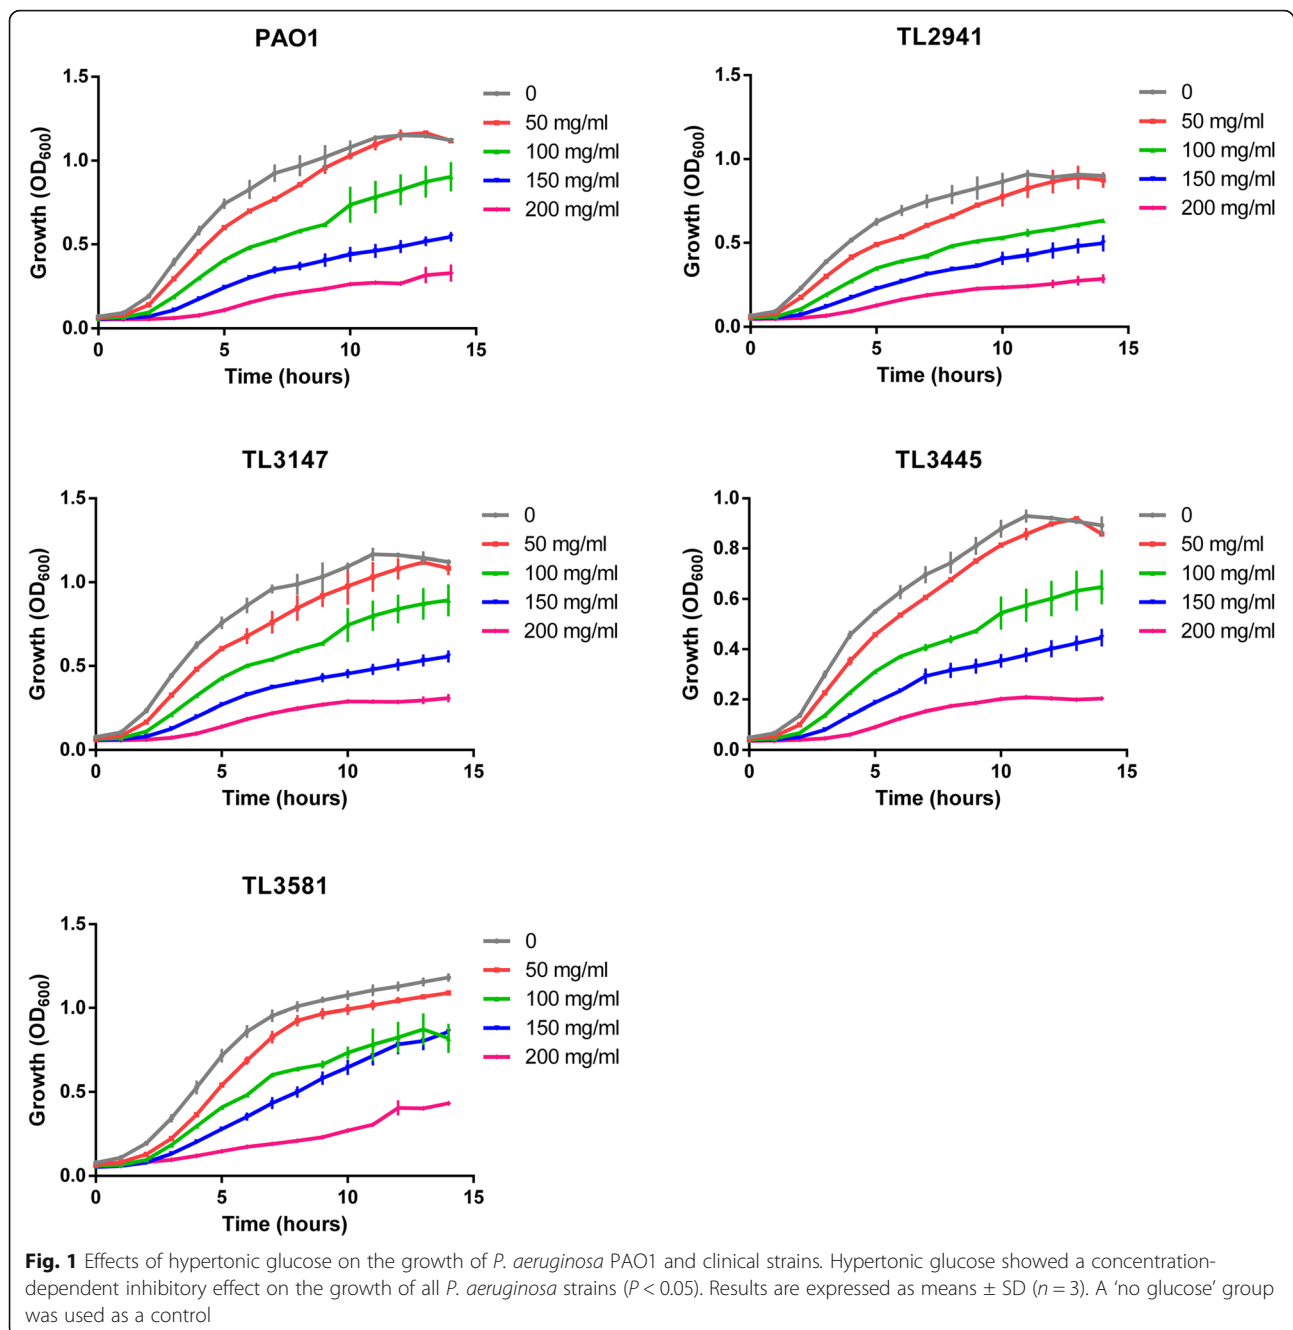 PAO1
1.5
1.0
0.5
0.0
0 5 10 15
Growth (OD600)
Time (hours)
0
50 mg/ml
100 mg/ml
150 mg/ml
200 mg/ml
TL2941
1.5
1.0
0.5
0.0
0 5 10 15
Growth (OD600)
Time (hours)
0
50 mg/ml
100 mg/ml
150 mg/ml
200 mg/ml
TL3147
1.5
1.0
0.5
0.0
0 5 10 15
Growth (OD600)
Time (hours)
0
50 mg/ml
100 mg/ml
150 mg/ml
200 mg/ml
TL3445
1.0
0.8
0.6
0.4
0.2
0.0
0 5 10 15
Growth (OD600)
Time (hours)
0
50 mg/ml
100 mg/ml
150 mg/ml
200 mg/ml
TL3581
1.5
1.0
0.5
0.0
0 5 10 15
Growth (OD600)
Time (hours)
0
50 mg/ml
100 mg/ml
150 mg/ml
200 mg/ml
Fig. 1 Effects of hypertonic glucose on the growth of P. aeruginosa PAO1 and clinical strains. Hypertonic glucose showed a concentration-
dependent inhibitory effect on the growth of all P. aeruginosa strains (P < 0.05). Results are expressed as means ± SD (n = 3). A ‘no glucose’ group
was used as a control